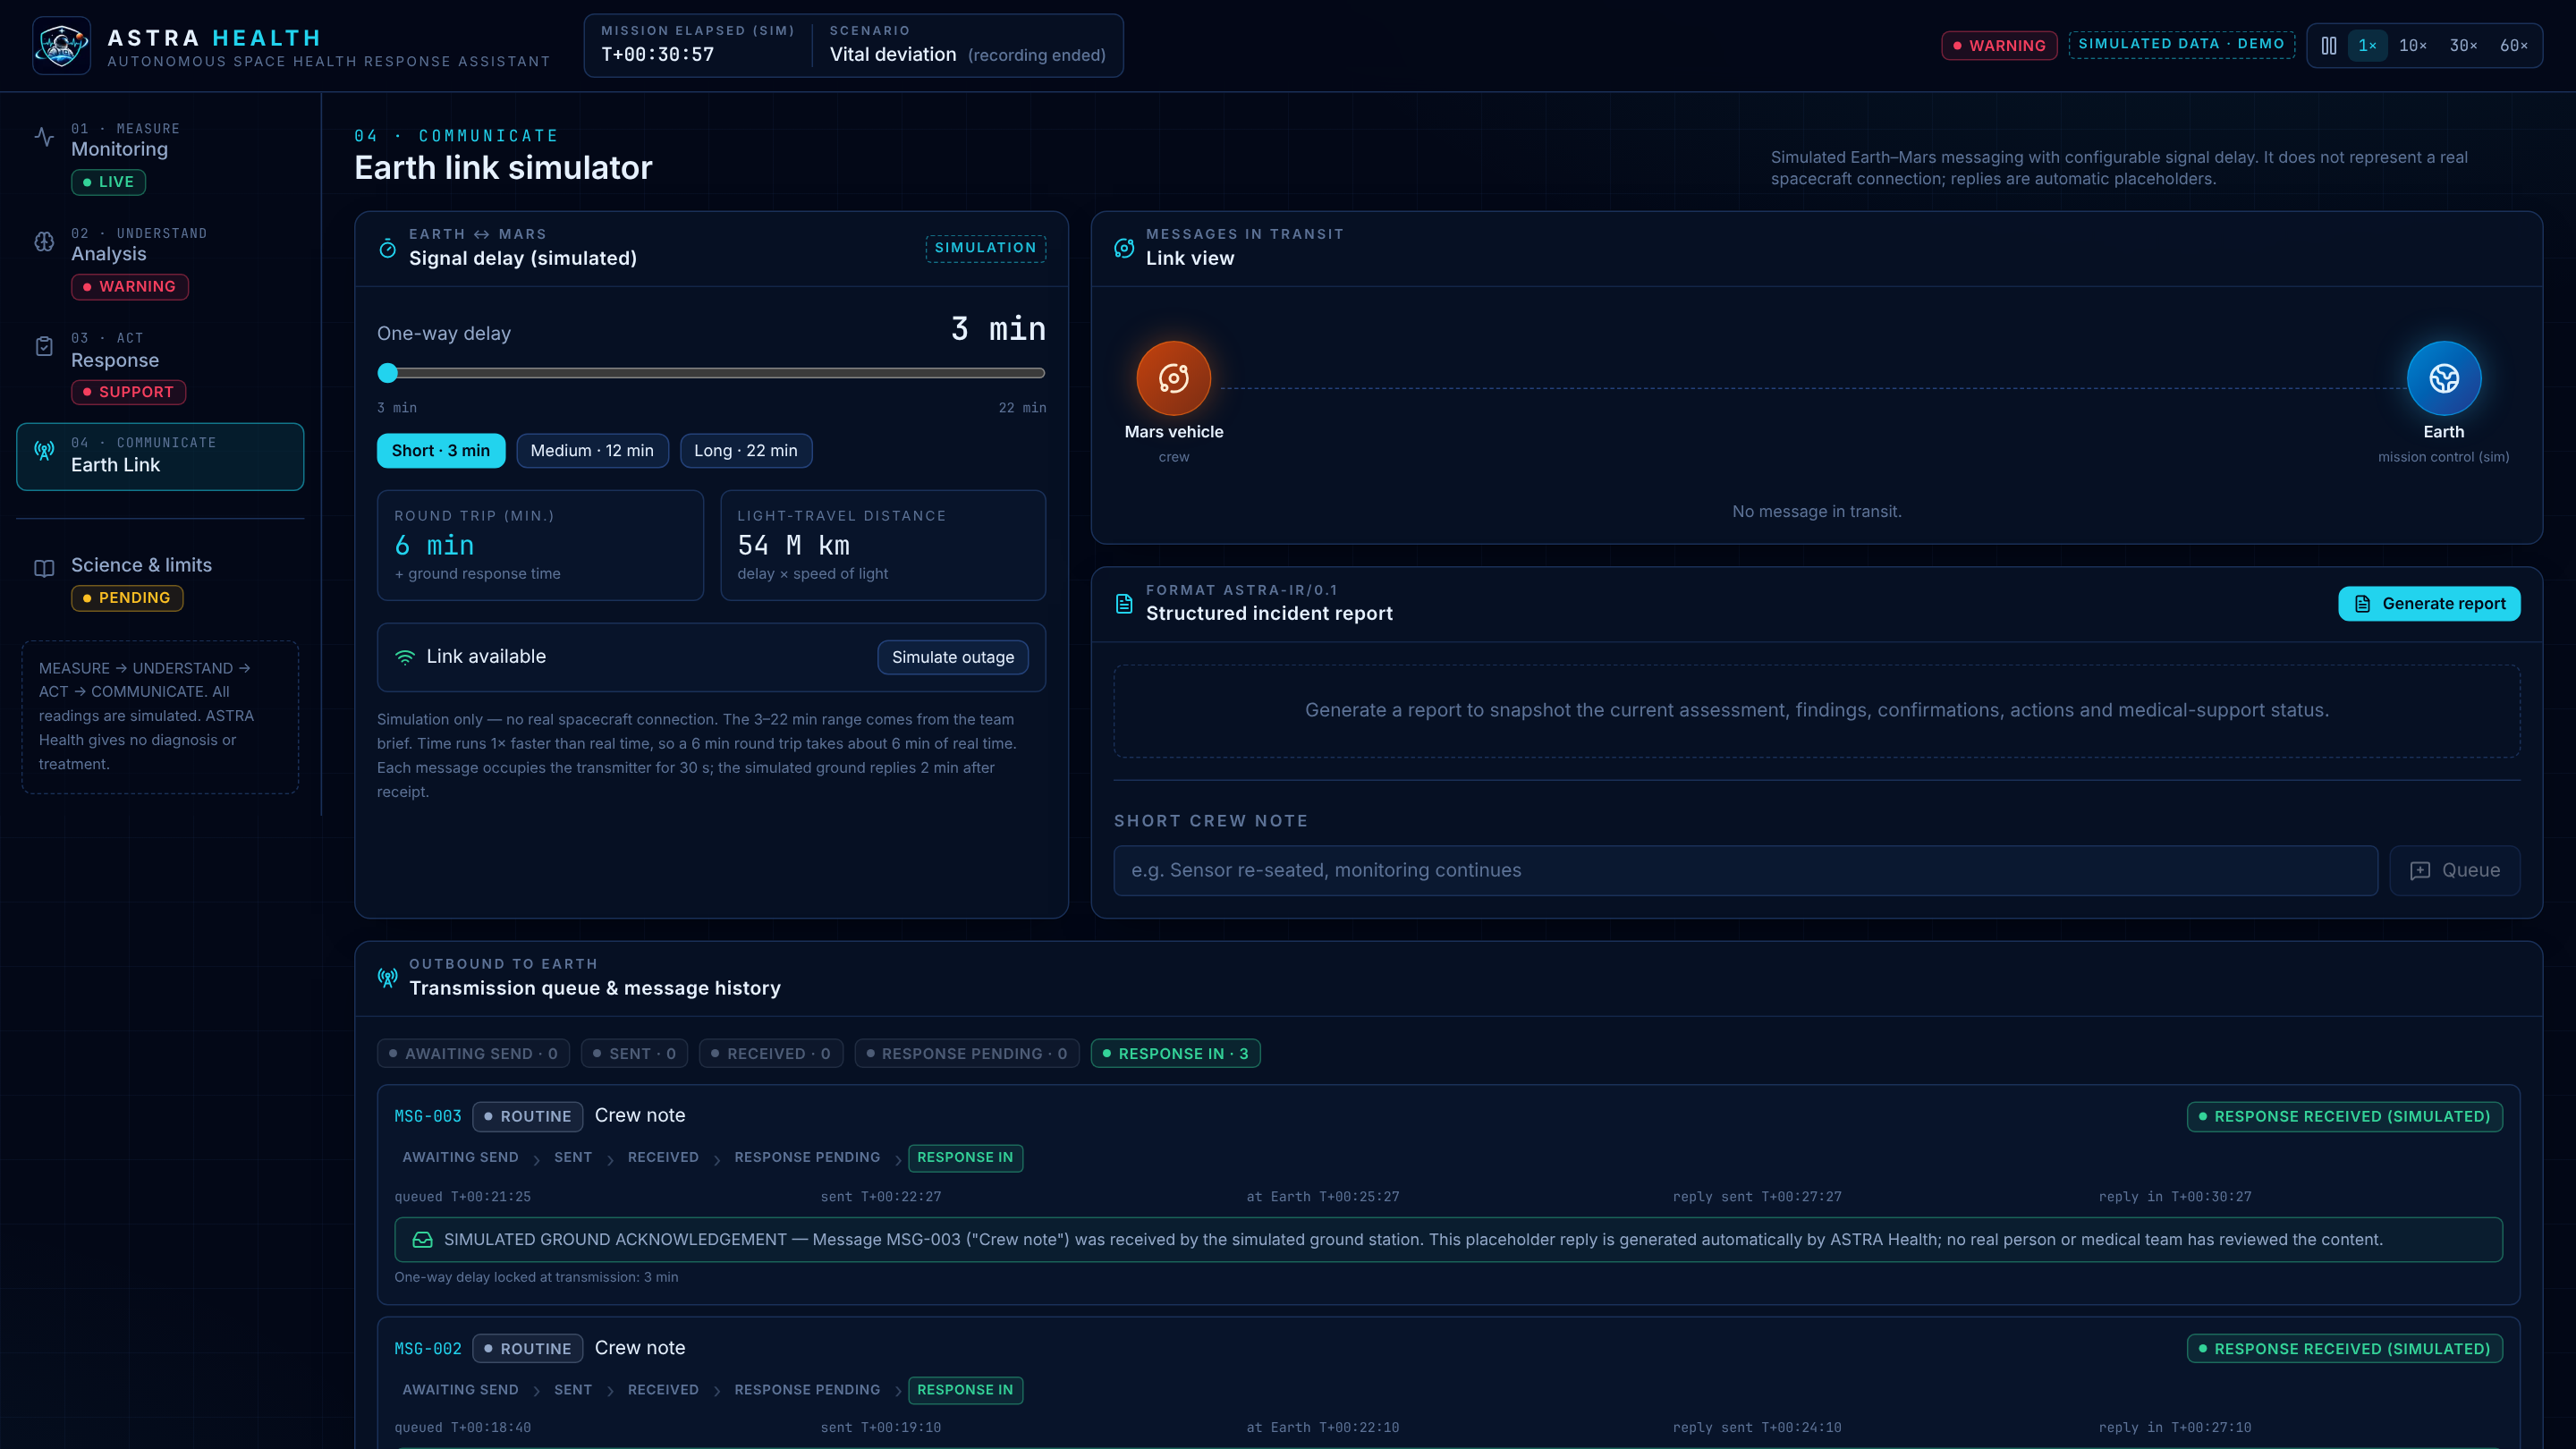 ASTRA HEALTH
AUTONOMOUS SPACE HEALTH RESPONSE ASSISTANT
MISSION ELAPSED (SIM)
T+00:30:57
SCENARIO
Vital deviation (recording ended)
WARNING
SIMULATED DATA · DEMO
1×
10×
30×
60×
01 · MEASURE
Monitoring
LIVE
02 · UNDERSTAND
Analysis
WARNING
03 · ACT
Response
SUPPORT
04 · COMMUNICATE
Earth Link
Science & limits
PENDING
MEASURE → UNDERSTAND →
ACT → COMMUNICATE. All
readings are simulated. ASTRA
Health gives no diagnosis or
treatment.
04 · COMMUNICATE
Earth link simulator
Simulated Earth–Mars messaging with configurable signal delay. It does not represent a real
spacecraft connection; replies are automatic placeholders.
EARTH ↔ MARS
Signal delay (simulated)
SIMULATION
One-way delay
3 min
3 min
22 min
Short · 3 min
Medium · 12 min
Long · 22 min
ROUND TRIP (MIN.)
6 min
+ ground response time
LIGHT-TRAVEL DISTANCE
54 M km
delay × speed of light
Link available
Simulate outage
Simulation only — no real spacecraft connection. The 3–22 min range comes from the team
brief. Time runs 1× faster than real time, so a 6 min round trip takes about 6 min of real time.
Each message occupies the transmitter for 30 s; the simulated ground replies 2 min after
receipt.
MESSAGES IN TRANSIT
Link view
Mars vehicle
crew
Earth
mission control (sim)
No message in transit.
FORMAT ASTRA-IR/0.1
Structured incident report
Generate report
Generate a report to snapshot the current assessment, findings, confirmations, actions and medical-support status.
SHORT CREW NOTE
e.g. Sensor re-seated, monitoring continues
Queue
OUTBOUND TO EARTH
Transmission queue & message history
AWAITING SEND · 0
SENT · 0
RECEIVED · 0
RESPONSE PENDING · 0
RESPONSE IN · 3
MSG-003 ROUTINE Crew note
RESPONSE RECEIVED (SIMULATED)
AWAITING SEND › SENT › RECEIVED › RESPONSE PENDING › RESPONSE IN
queued T+00:21:25
sent T+00:22:27
at Earth T+00:25:27
reply sent T+00:27:27
reply in T+00:30:27
SIMULATED GROUND ACKNOWLEDGEMENT — Message MSG-003 ("Crew note") was received by the simulated ground station. This placeholder reply is generated automatically by ASTRA Health; no real person or medical team has reviewed the content.
One-way delay locked at transmission: 3 min
MSG-002 ROUTINE Crew note
RESPONSE RECEIVED (SIMULATED)
AWAITING SEND › SENT › RECEIVED › RESPONSE PENDING › RESPONSE IN
queued T+00:18:40
sent T+00:19:10
at Earth T+00:22:10
reply sent T+00:24:10
reply in T+00:27:10